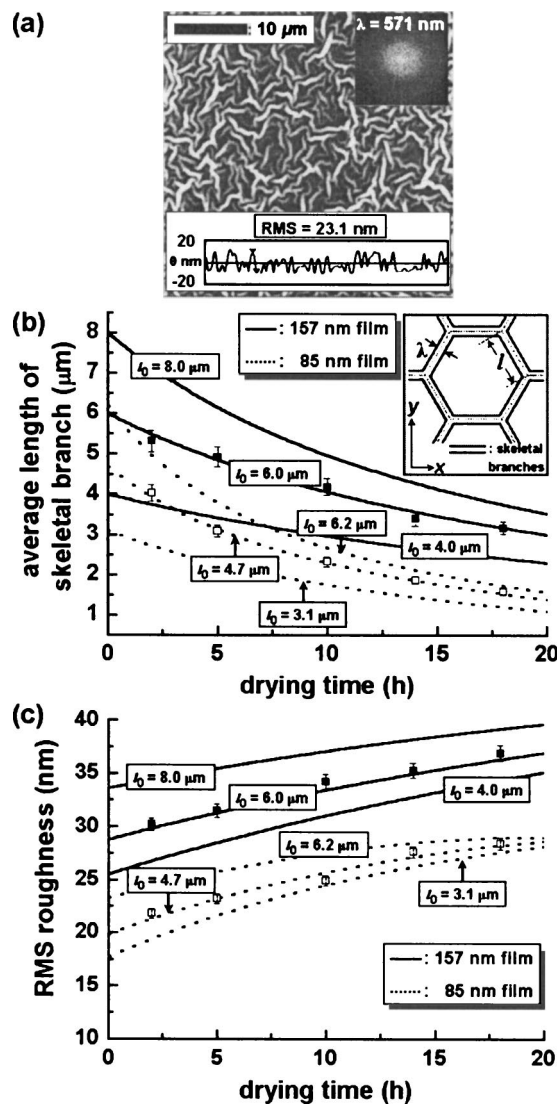 (a)
10 μm
λ = 571 nm
RMS = 23.1 nm
20
0 nm
-20
(b)
average length of
skeletal branch (μm)
8
7
6
5
4
3
2
1
l0 = 8.0 μm
: 157 nm film
: 85 nm film
λ
l
y
x
: skeletal
branches
l0 = 6.0 μm
l0 = 6.2 μm
l0 = 4.0 μm
l0 = 4.7 μm
l0 = 3.1 μm
0 5 10 15 20
drying time (h)
(c)
RMS roughness (nm)
40
35
30
25
20
15
10
l0 = 8.0 μm
l0 = 6.0 μm
l0 = 4.0 μm
l0 = 6.2 μm
l0 = 4.7 μm
l0 = 3.1 μm
: 157 nm film
: 85 nm film
0 5 10 15 20
drying time (h)